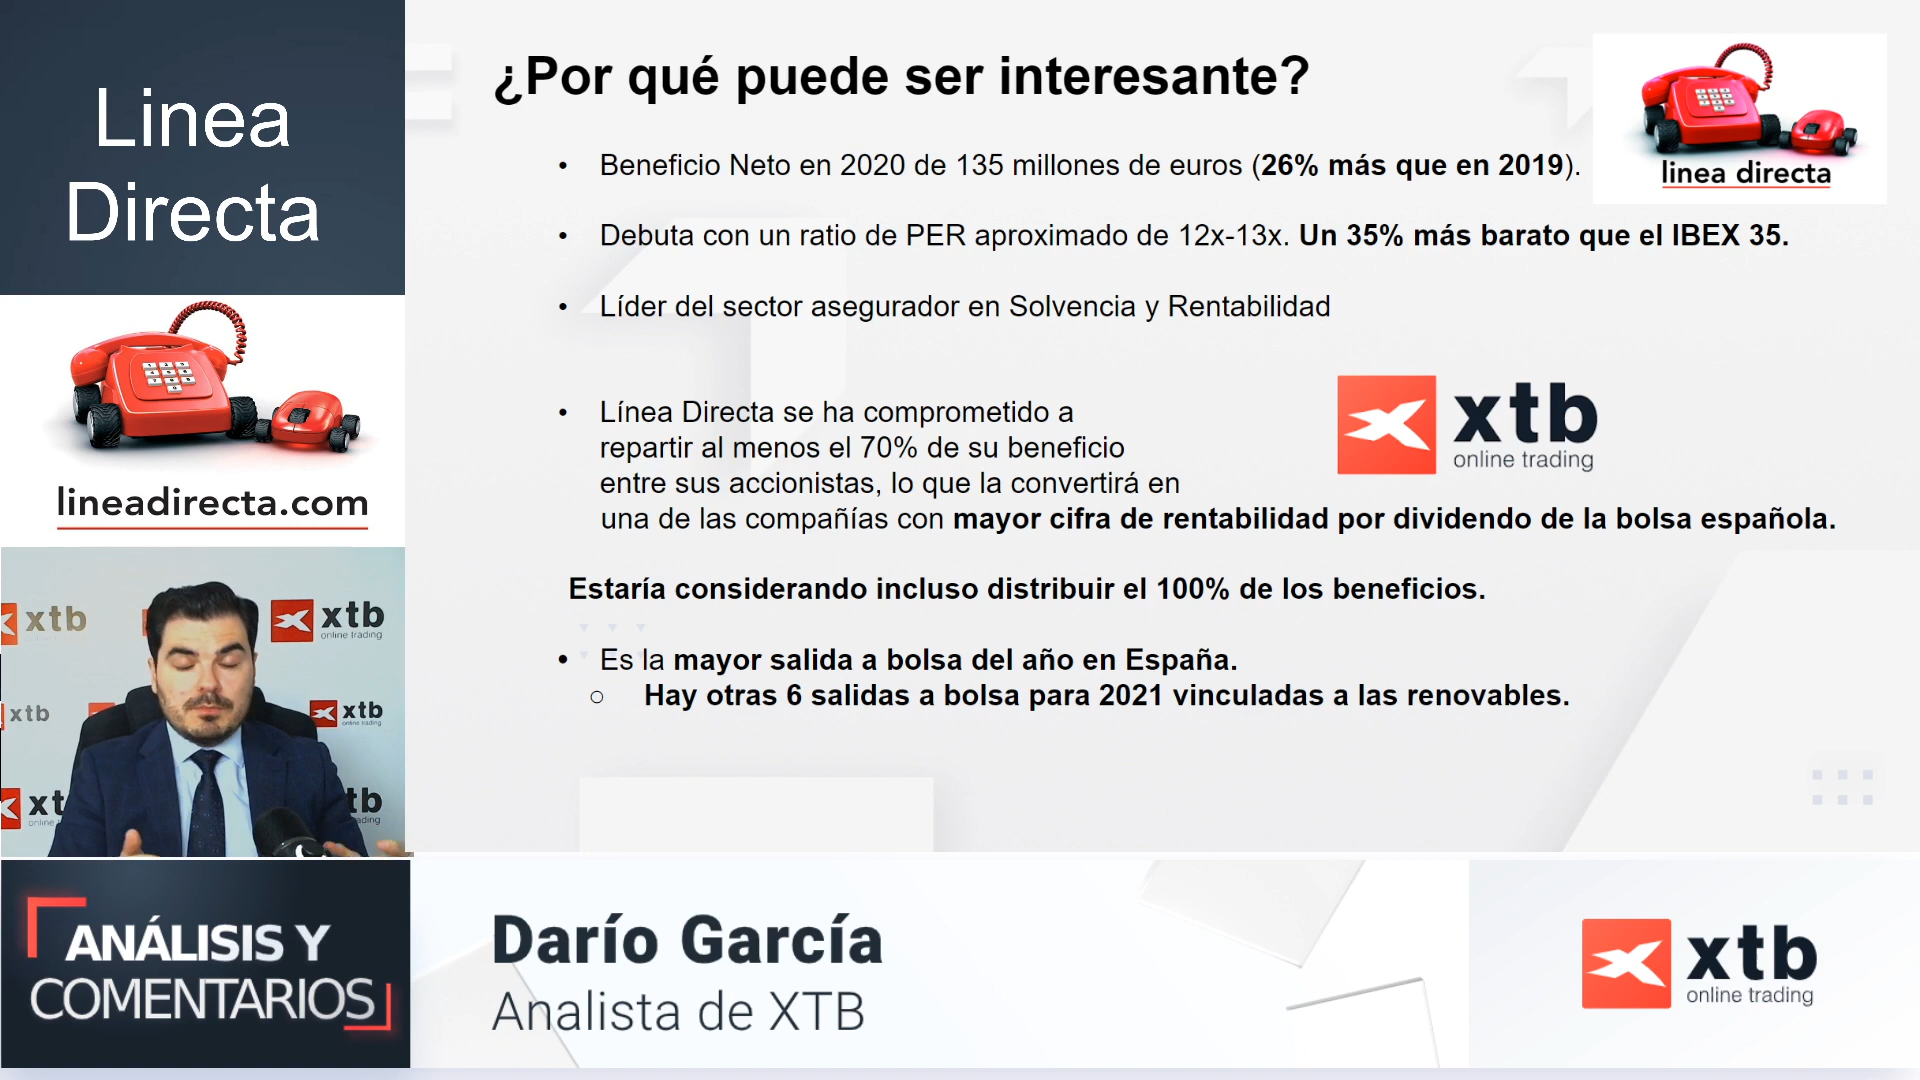 Linea
Directa
lineadirecta.com
¿Por qué puede ser interesante?
linea directa
• Beneficio Neto en 2020 de 135 millones de euros (26% más que en 2019).
• Debuta con un ratio de PER aproximado de 12x-13x. Un 35% más barato que el IBEX 35.
• Líder del sector asegurador en Solvencia y Rentabilidad
xtb
online trading
• Línea Directa se ha comprometido a
repartir al menos el 70% de su beneficio
entre sus accionistas, lo que la convertirá en
una de las compañías con mayor cifra de rentabilidad por dividendo de la bolsa española.
Estaría considerando incluso distribuir el 100% de los beneficios.
• Es la mayor salida a bolsa del año en España.
○ Hay otras 6 salidas a bolsa para 2021 vinculadas a las renovables.
xtb
xtb
online trading
xtb
xtb
online trading
xt
online
tb
ading
ANÁLISIS Y
COMENTARIOS
Darío García
Analista de XTB
xtb
online trading